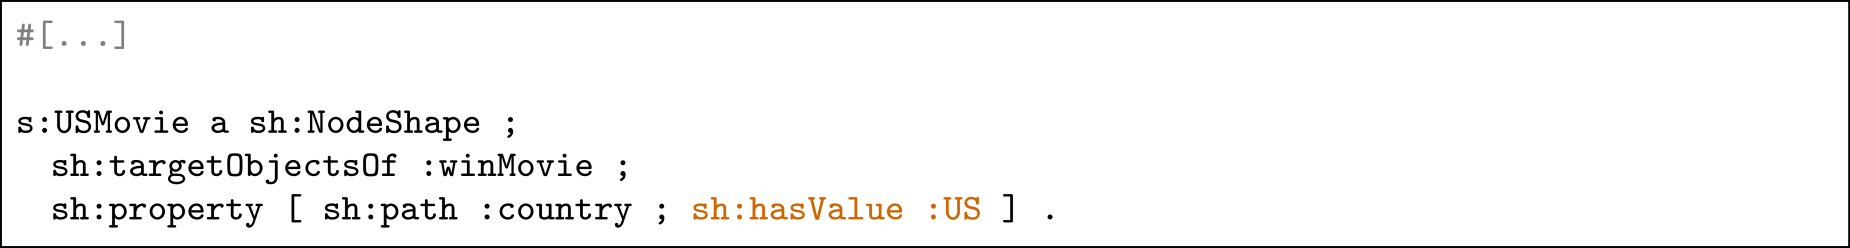 #[...]
s:USMovie a sh:NodeShape ;
sh:targetObjectsOf :winMovie ;
sh:property [ sh:path :country ; sh:hasValue :US ] .